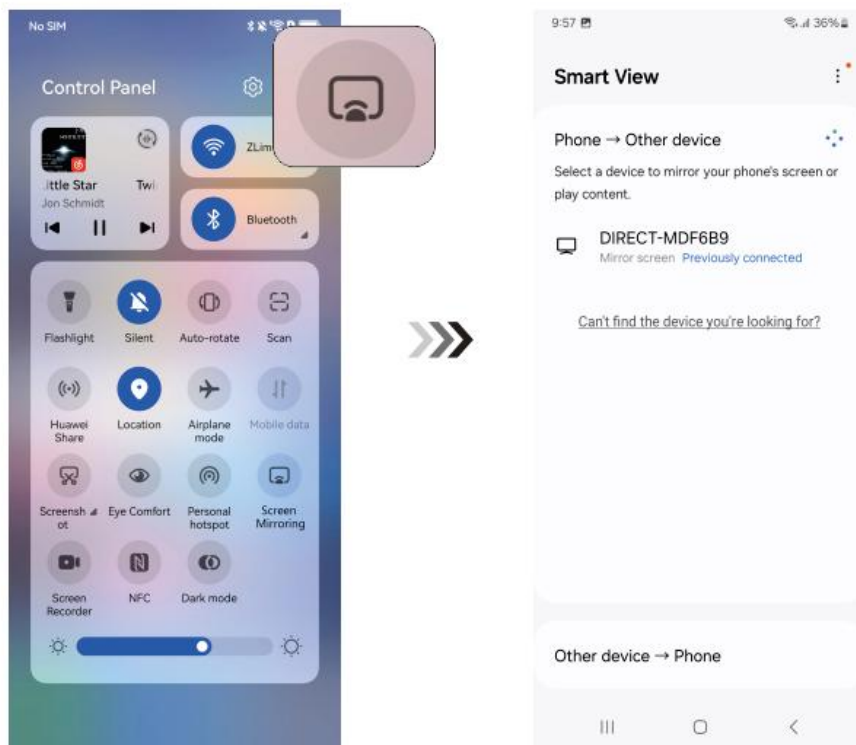 No SIM
Control Panel
ZLim
Little Star
Twi
Jon Schmidt
Bluetooth
Flashlight
Silent
Auto-rotate
Scan
Huawei
Share
Location
Airplane
mode
Mobile data
Screensh
ot
Eye Comfort
Personal
hotspot
Screen
Mirroring
Screen
Recorder
NFC
Dark mode
9:57
36%
Smart View
Phone → Other device
Select a device to mirror your phone's screen or
play content.
DIRECT-MDF6B9
Mirror screen Previously connected
Can't find the device you're looking for?
Other device → Phone